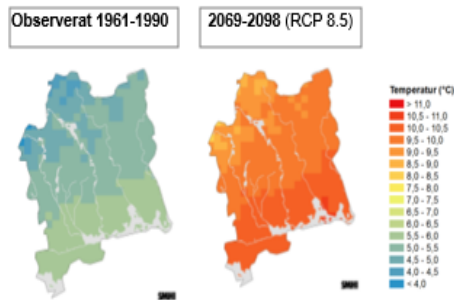 Observerat 1961-1990
2069-2098 (RCP 8.5)
Temperatur (°C)
> 11,0
10,5 - 11,0
10,0 - 10,5
9,5 - 10,0
9,0 - 9,5
8,5 - 9,0
8,0 - 8,5
7,5 - 8,0
7,0 - 7,5
6,5 - 7,0
6,0 - 6,5
5,5 - 6,0
5,0 - 5,5
4,5 - 5,0
4,0 - 4,5
< 4,0
SMHI
SMHI